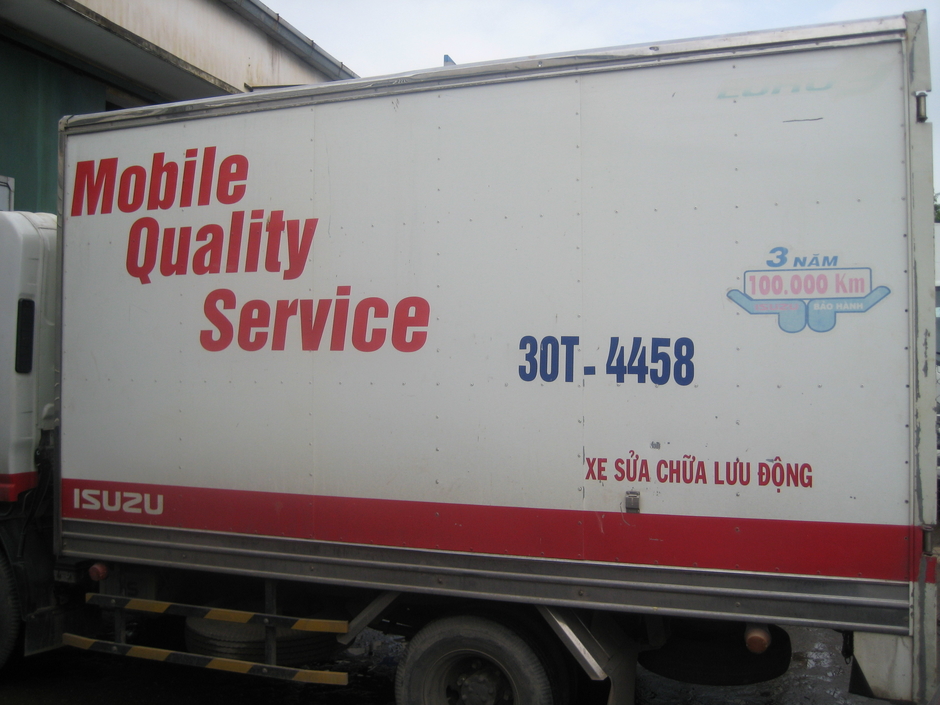 Mobile
Quality
Service
3 NĂM
100.000 Km
BẢO HÀNH
30T-4458
XE SỬA CHỮA LƯU ĐỘNG
ISUZU